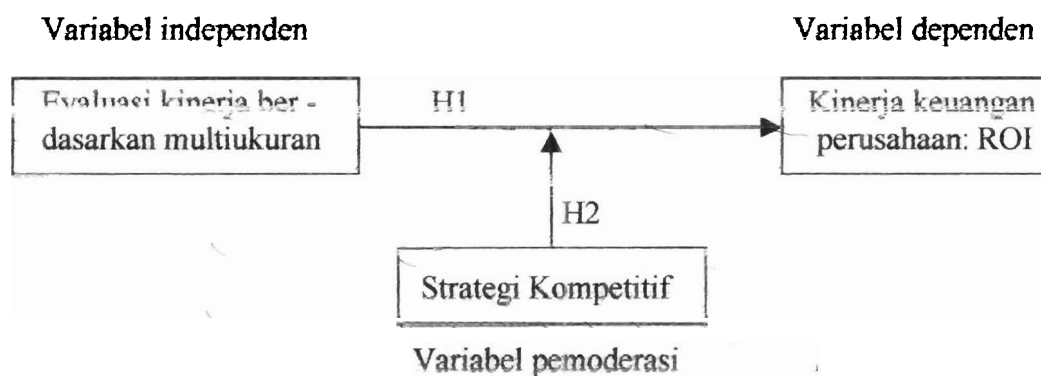 Variabel independen
Variabel dependen
Evaluasi kinerja ber -
dasarkan multiukuran
H1
Kinerja keuangan
perusahaan: ROI
H2
Strategi Kompetitif
Variabel pemoderasi